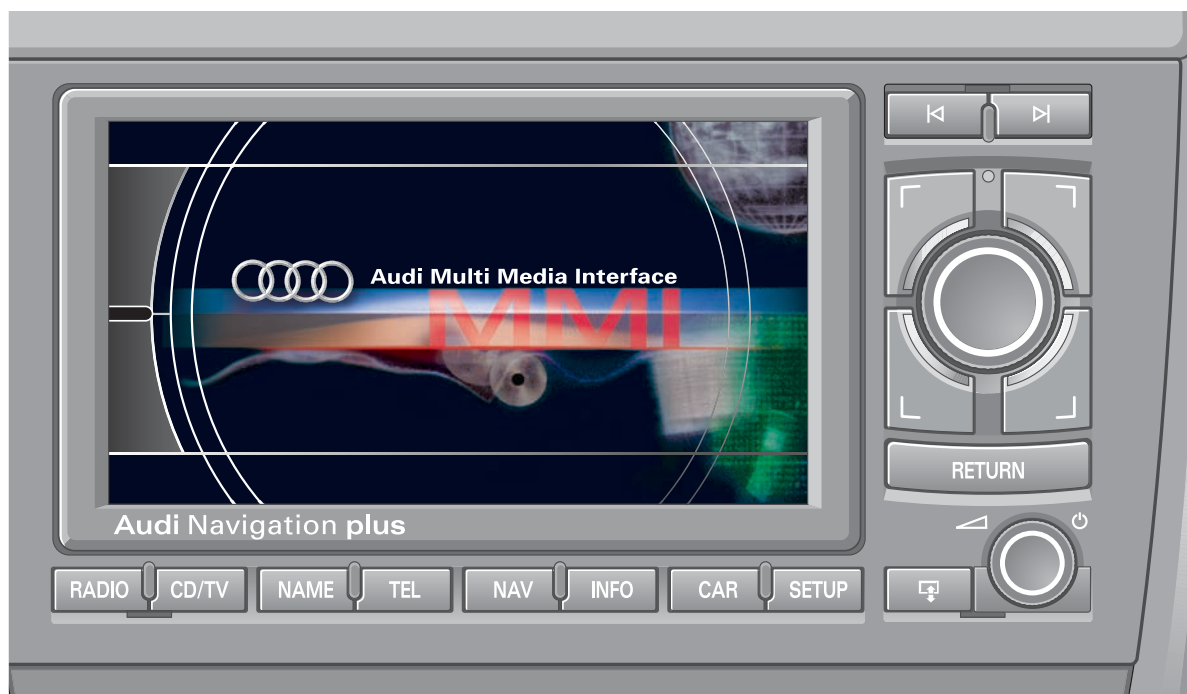 Audi Multi Media Interface
MMI
Audi Navigation plus
RADIO CD/TV NAME TEL NAV INFO CAR SETUP
RETURN